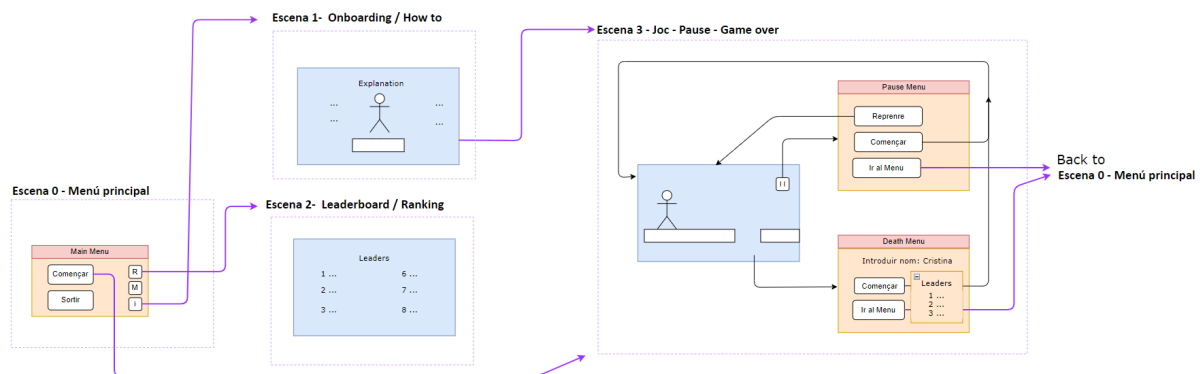 Escena 1- Onboarding / How to
Explanation
...
...
...
...
Escena 0 - Menú principal
Main Menu
Començar
Sortir
R
M
i
Escena 2- Leaderboard / Ranking
Leaders
1 ...
6 ...
2 ...
7 ...
3 ...
8 ...
Escena 3 - Joc - Pause - Game over
Pause Menu
Reprenre
Començar
Ir al Menu
II
Death Menu
Introduir nom: Cristina
Començar
Ir al Menu
Leaders
1 ...
2 ...
3 ...
Back to
Escena 0 - Menú principal